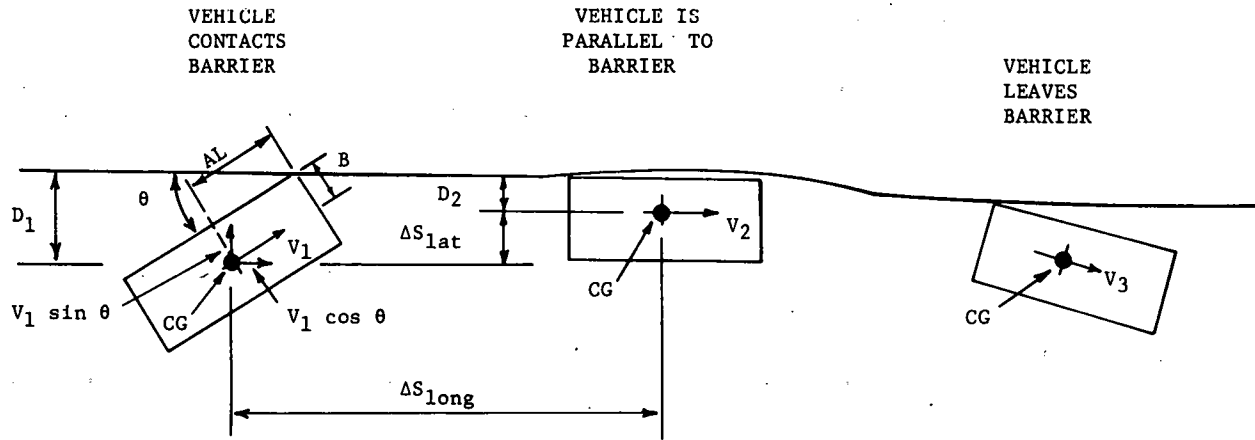 VEHICLE
CONTACTS
BARRIER
VEHICLE IS
PARALLEL TO
BARRIER
VEHICLE
LEAVES
BARRIER
AL
B
θ
D1
D2
ΔSlat
V1
V2
V3
V1 sin θ
CG
V1 cos θ
CG
CG
ΔSlong